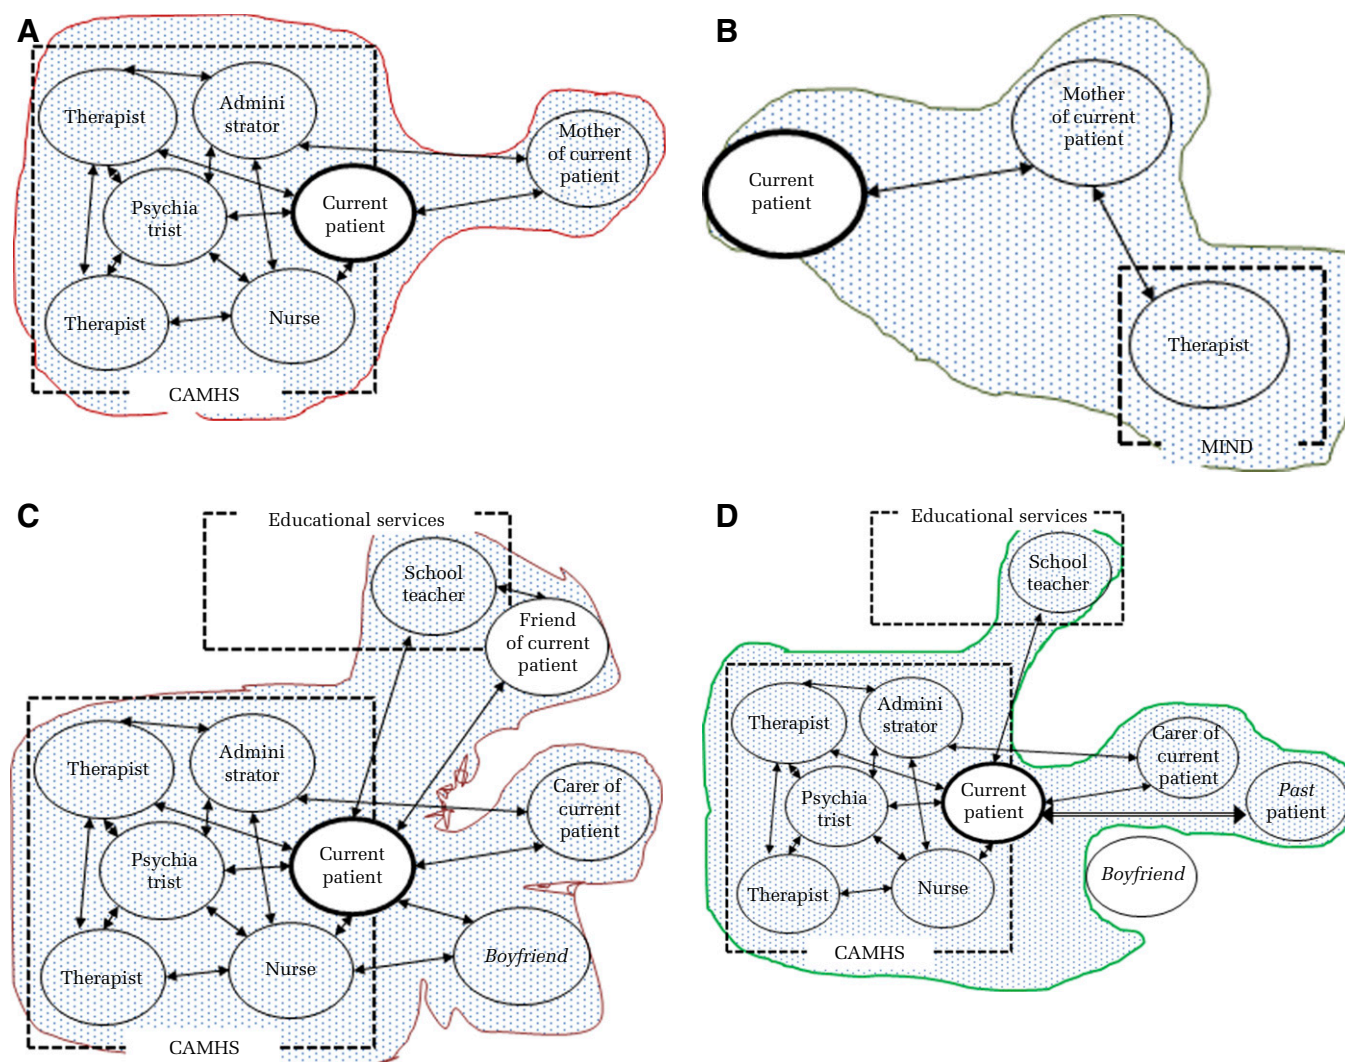 A
Therapist
Admini
strator
Mother
of current
patient
Psychia
trist
Current
patient
Therapist
Nurse
CAMHS
B
Mother
of current
patient
Current
patient
Therapist
MIND
C
Educational services
School
teacher
Friend
of current
patient
Therapist
Admini
strator
Carer of
current
patient
Psychia
trist
Current
patient
Therapist
Nurse
Boyfriend
CAMHS
D
Educational services
School
teacher
Therapist
Admini
strator
Carer of
current
patient
Psychia
trist
Current
patient
Past
patient
Therapist
Nurse
Boyfriend
CAMHS